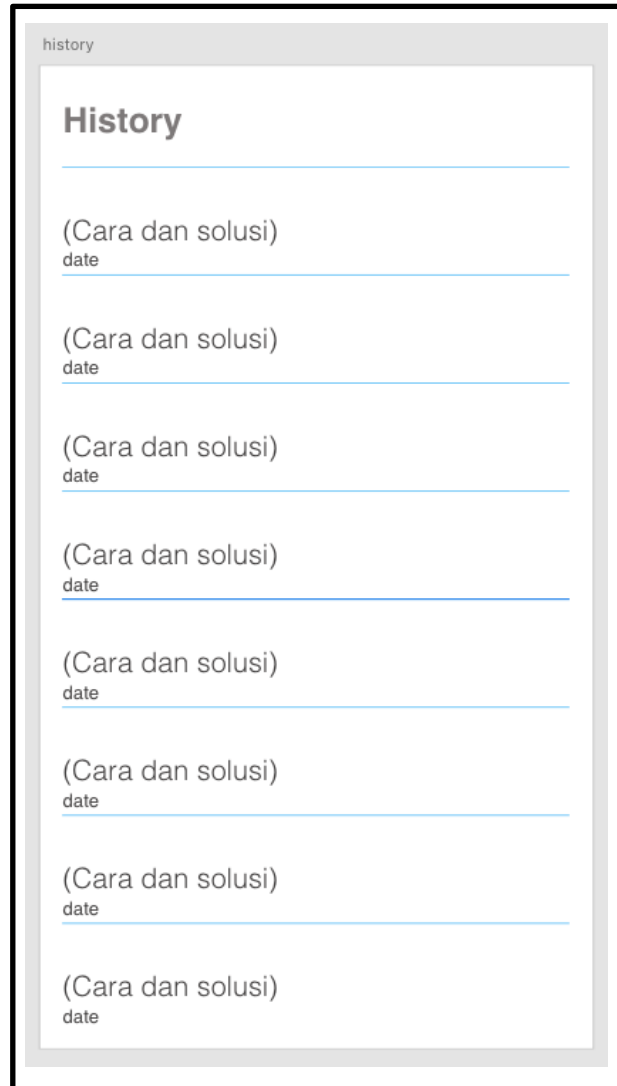 history
History
(Cara dan solusi)
date
(Cara dan solusi)
date
(Cara dan solusi)
date
(Cara dan solusi)
date
(Cara dan solusi)
date
(Cara dan solusi)
date
(Cara dan solusi)
date
(Cara dan solusi)
date